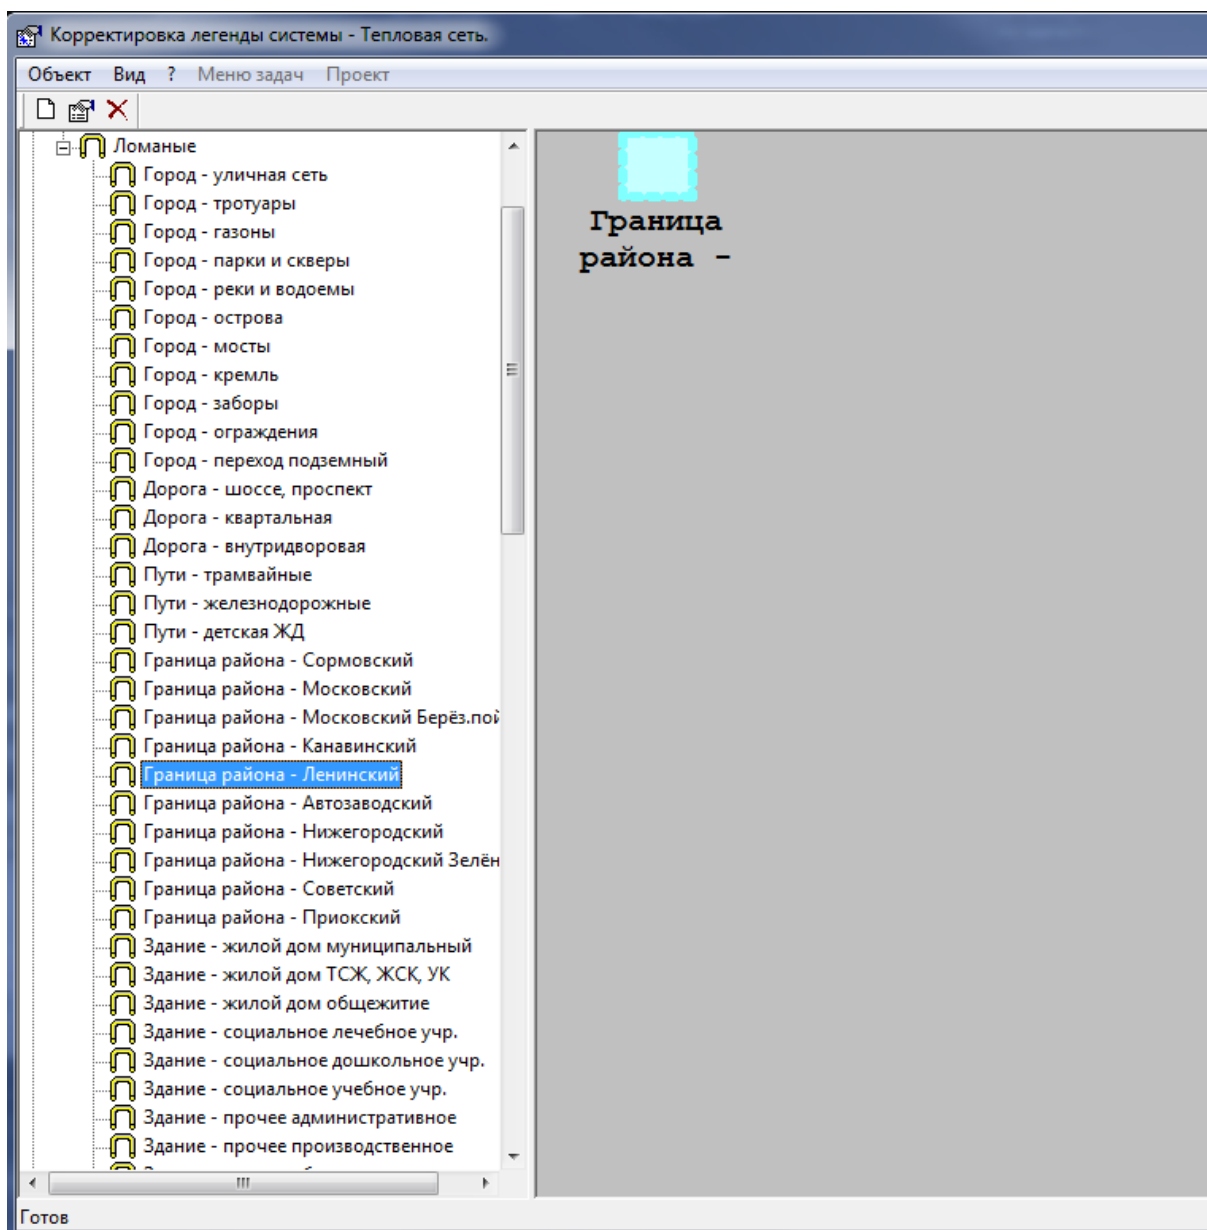 Корректировка легенды системы - Тепловая сеть.
Объект Вид ? Меню задач Проект
Ломаные
Город - уличная сеть
Город - тротуары
Город - газоны
Город - парки и скверы
Город - реки и водоемы
Город - острова
Город - мосты
Город - кремль
Город - заборы
Город - ограждения
Город - переход подземный
Дорога - шоссе, проспект
Дорога - квартальная
Дорога - внутридворовая
Пути - трамвайные
Пути - железнодорожные
Пути - детская ЖД
Граница района - Сормовский
Граница района - Московский
Граница района - Московский Берёз.пой
Граница района - Канавинский
Граница района - Ленинский
Граница района - Автозаводский
Граница района - Нижегородский
Граница района - Нижегородский Зелён
Граница района - Советский
Граница района - Приокский
Здание - жилой дом муниципальный
Здание - жилой дом ТСЖ, ЖСК, УК
Здание - жилой дом общежитие
Здание - социальное лечебное учр.
Здание - социальное дошкольное учр.
Здание - социальное учебное учр.
Здание - прочее административное
Здание - прочее производственное
Граница
района -
Готов